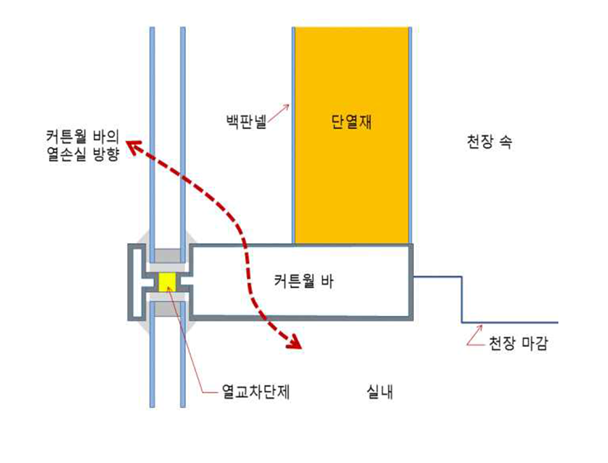 백판넬
단열재
커튼월 바의
열손실 방향
천장 속
커튼월 바
천장 마감
열교차단제
실내